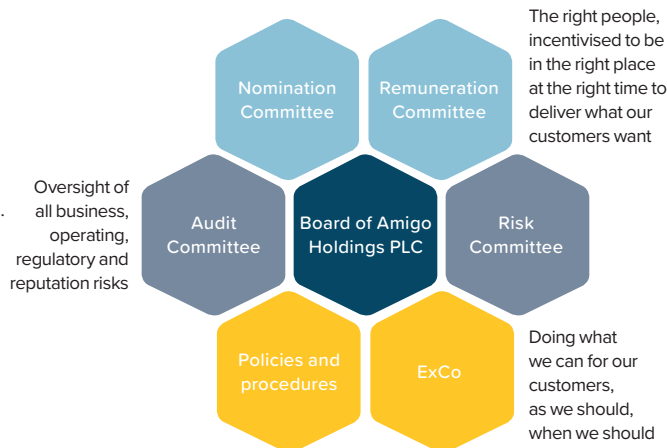 The right people,
incentivised to be
in the right place
at the right time to
deliver what our
customers want
Nomination
Committee
Remuneration
Committee
Oversight of
. all business,
operating,
regulatory and
reputation risks
Audit
Committee
Board of Amigo
Holdings PLC
Risk
Committee
Policies and
procedures
ExCo
Doing what
we can for our
customers,
as we should,
when we should